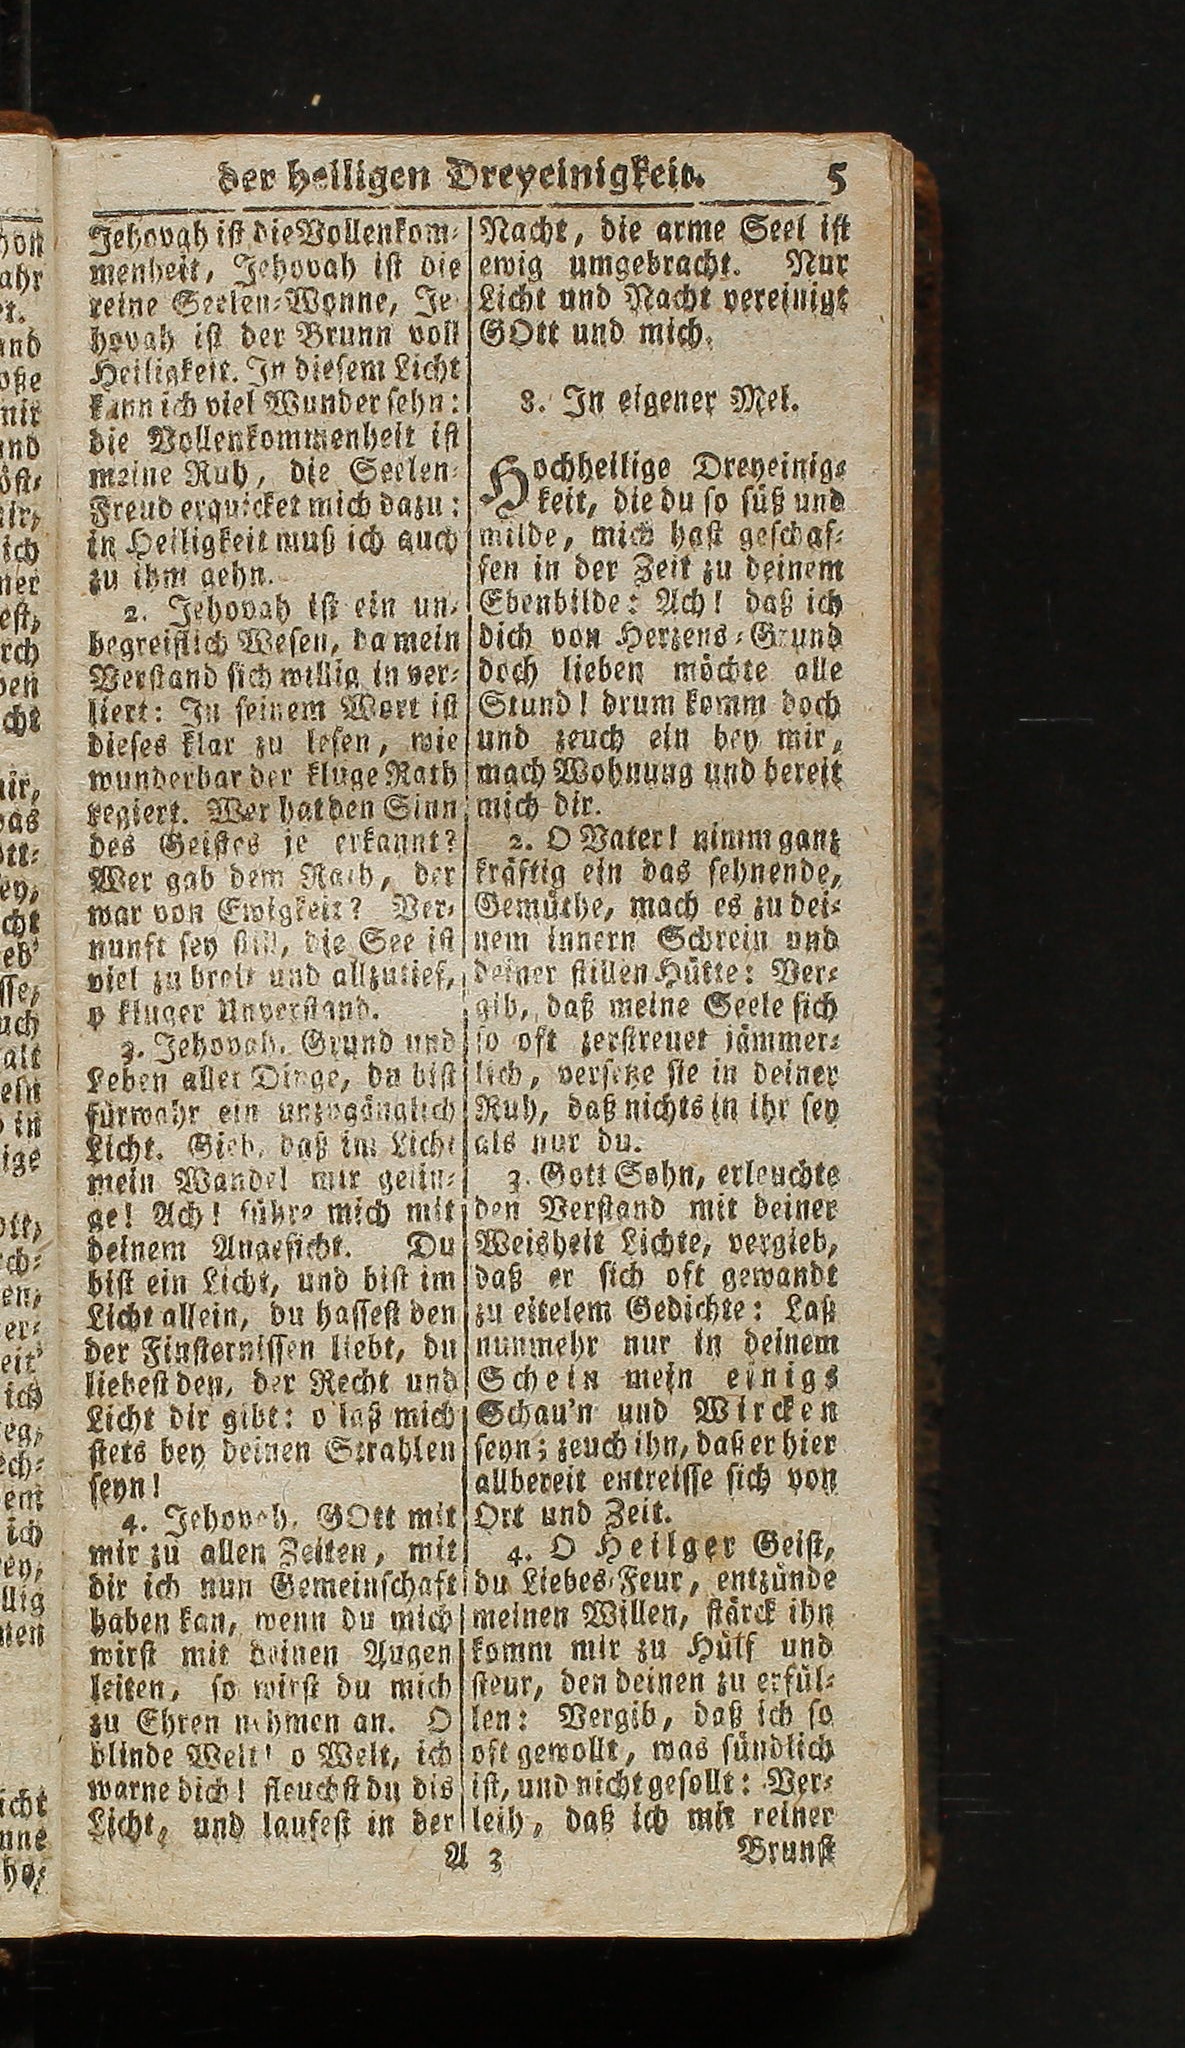 der heiligen Dreyeinigkeit. 5
Jehovah ist die Vollenkom-
menheit, Jehovah ist die
reine Seelen-Wonne, Je-
hovah ist der Brunn voll
Heiligkeit. In diesem Licht
kann ich viel Wunder sehn:
die Vollenkommenheit ist
meine Ruh, die Seelen-
Freud erquicket mich dazu:
in Heiligkeit muß ich auch
zu ihm gehn.
2. Jehovah ist ein un-
begreiflich Wesen, da mein
Verstand sich willig in ver-
liert: In seinem Wort ist
dieses klar zu lesen, wie
wunderbar der kluge Rath
regiert. Wer hat den Sinn
des Geistes je erkannt?
Wer gab dem Rath, der
war von Ewigkeit? Ver-
nunft sey still, die See ist
viel zu breit und allzutief,
o kluger Unverstand.
3. Jehovah, Grund und
Leben aller Dinge, du bist
fürwahr ein unzugänglich
Licht. Gieb, daß im Licht
mein Wandel mir gelin-
ge! Ach! führe mich mit
deinem Angesicht. Du
bist ein Licht, und bist im
Licht allein, du hassest den
der Finsternissen liebt, du
liebest den, der Recht und
Licht dir gibt: o laß mich
stets bey deinen Strahlen
seyn!
4. Jehovah, GOtt mit
mir zu allen Zeiten, mit
dir ich nun Gemeinschaft
haben kan, wenn du mich
wirst mit deinen Augen
leiten, so wirst du mich
zu Ehren nehmen an. O
blinde Welt! o Welt, ich
warne dich! fleuchst du dis
Licht, und laufest in der
Nacht, die arme Seel ist
ewig umgebracht. Nur
Licht und Nacht vereinigt
GOtt und mich.
8. In eigener Mel.
Hochheilige Dreyeinig-
keit, die du so süß und
milde, mich hast geschaf-
fen in der Zeit zu deinem
Ebenbilde: Ach! daß ich
dich von Herzens-Grund
doch lieben möchte alle
Stund! drum komm doch
und zeuch ein bey mir,
mach Wohnung und bereit
mich dir.
2. O Vater! nimm ganz
kräftig ein das sehnende,
Gemüthe, mach es zu dei-
nem innern Schrein und
deiner stillen Hütte: Ver-
gib, daß meine Seele sich
so oft zerstreuet jämmer-
lich, versetze sie in deiner
Ruh, daß nichts in ihr sey
als nur du.
3. Gott Sohn, erleuchte
den Verstand mit deiner
Weisheit Lichte, vergieb,
daß er sich oft gewandt
zu eitelem Gedichte: Laß
nunmehr nur in deinem
Schein mein einigs
Schau'n und Wircken
seyn; zeuch ihn, daß er hier
allbereit entreisse sich von
Ort und Zeit.
4. O Heilger Geist,
du Liebes-Feur, entzünde
meinen Willen, stärck ihn
komm mir zu Hülf und
steur, den deinen zu erfül-
len: Vergib, daß ich so
oft gewollt, was sündlich
ist, und nicht gesollt: Ver-
leih, daß ich mit reiner
A 3 Brunst